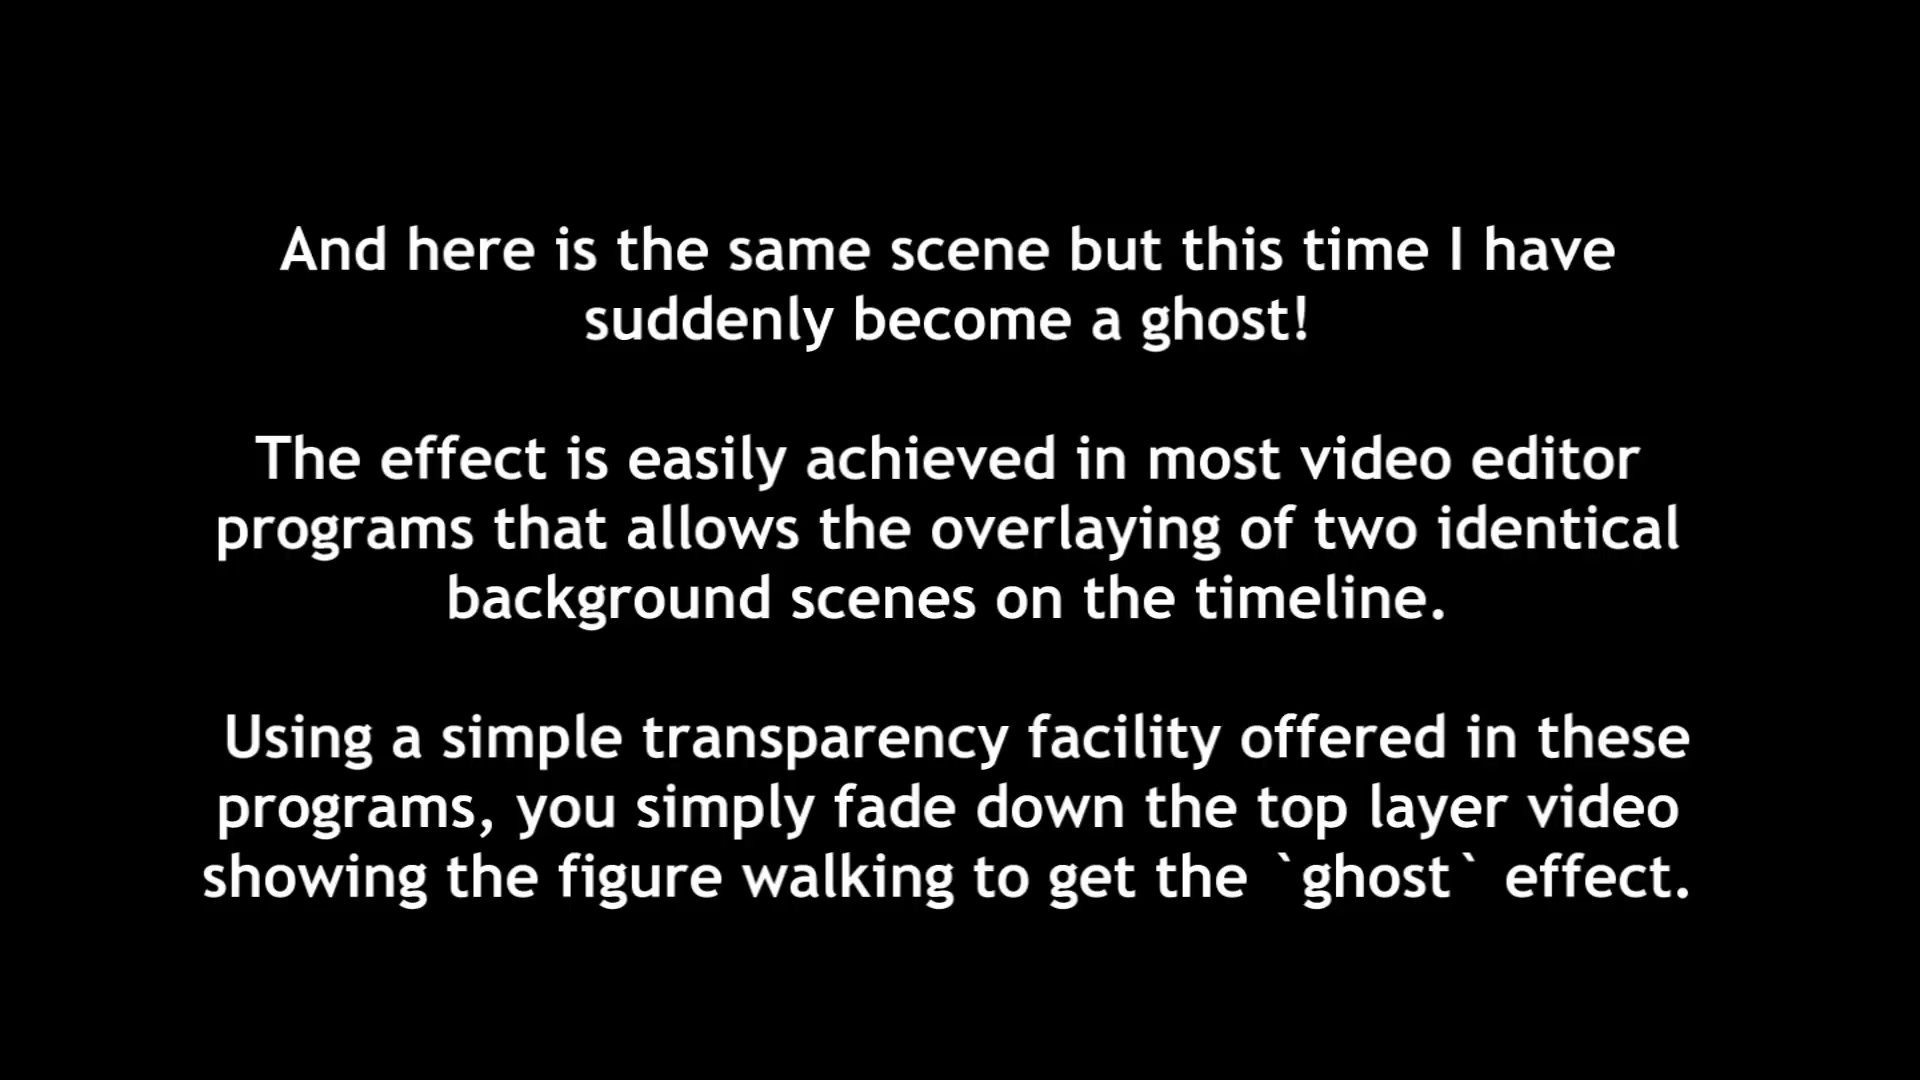 And here is the same scene but this time I have
suddenly become a ghost!
The effect is easily achieved in most video editor
programs that allows the overlaying of two identical
background scenes on the timeline.
Using a simple transparency facility offered in these
programs, you simply fade down the top layer video
showing the figure walking to get the `ghost` effect.